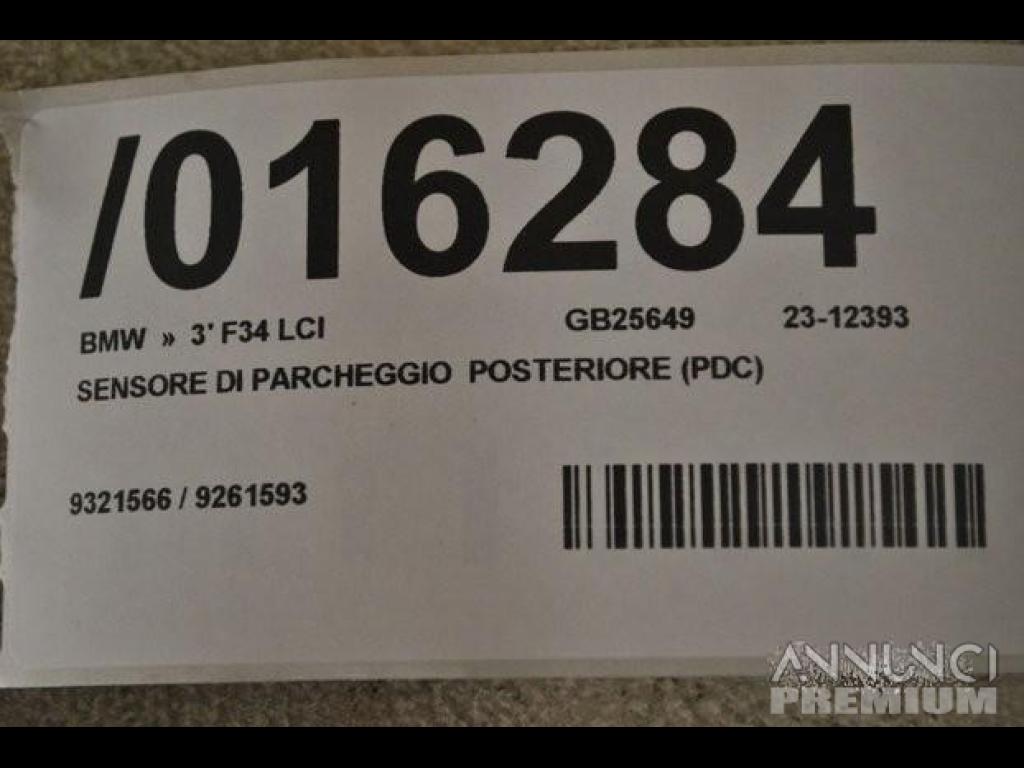 /016284
BMW » 3' F34 LCI GB25649 23-12393
SENSORE DI PARCHEGGIO POSTERIORE (PDC)
9321566 / 9261593
ANNUNCI
PREMIUM